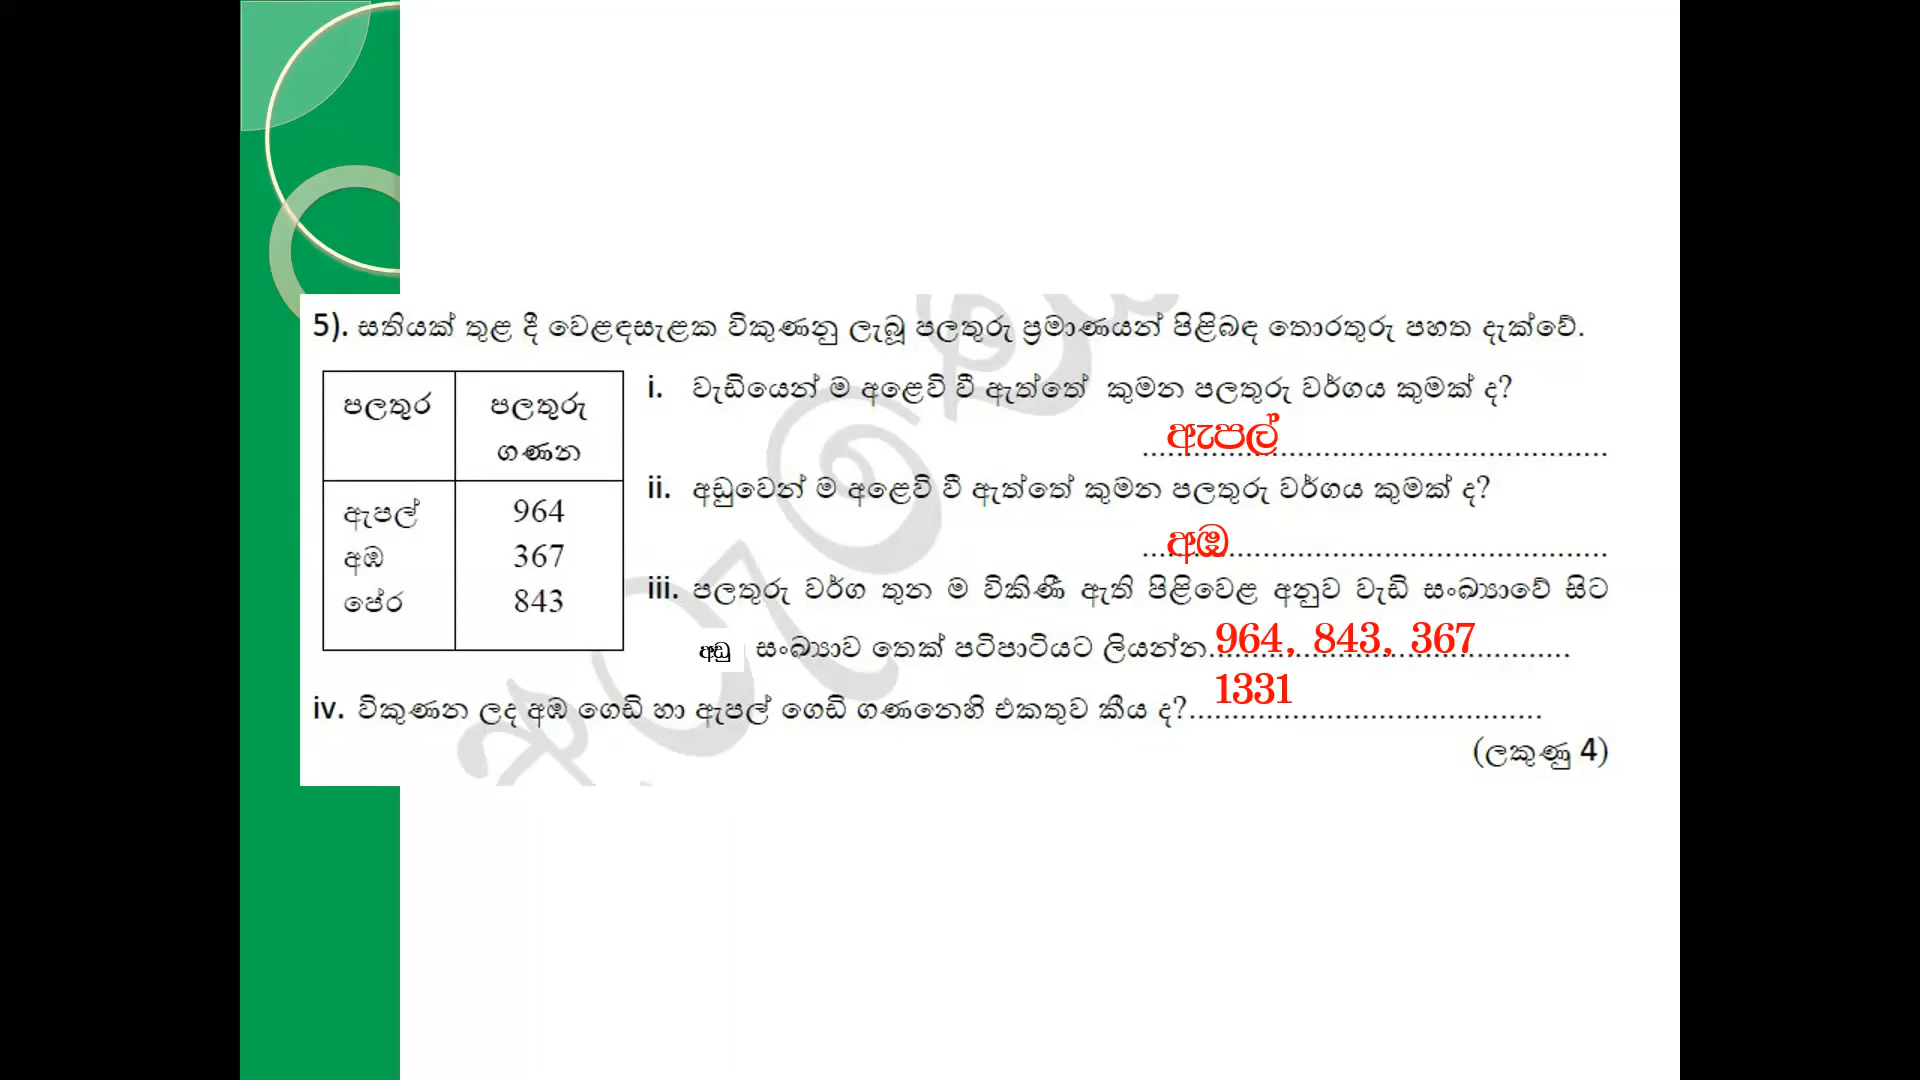 5). සතියක් තුළ දී වෙළඳසැළක විකුණනු ලැබූ පලතුරු ප්‍රමාණයන් පිළිබඳ තොරතුරු පහත දැක්වේ.
පලතුර පලතුරු ගණන
ඇපල් 964
අඹ 367
පේර 843
i. වැඩියෙන් ම අළෙවි වී ඇත්තේ කුමන පලතුරු වර්ගය කුමක් ද?
ඇපල්
ii. අඩුවෙන් ම අළෙවි වී ඇත්තේ කුමන පලතුරු වර්ගය කුමක් ද?
අඹ
iii. පලතුරු වර්ග තුන ම විකිණී ඇති පිළිවෙළ අනුව වැඩි සංඛ්‍යාවේ සිට
අඩු සංඛ්‍යාව තෙක් පටිපාටියට ලියන්න. 964, 843, 367
iv. විකුණන ලද අඹ ගෙඩි හා ඇපල් ගෙඩි ගණනෙහි එකතුව කීය ද? 1331
(ලකුණු 4)